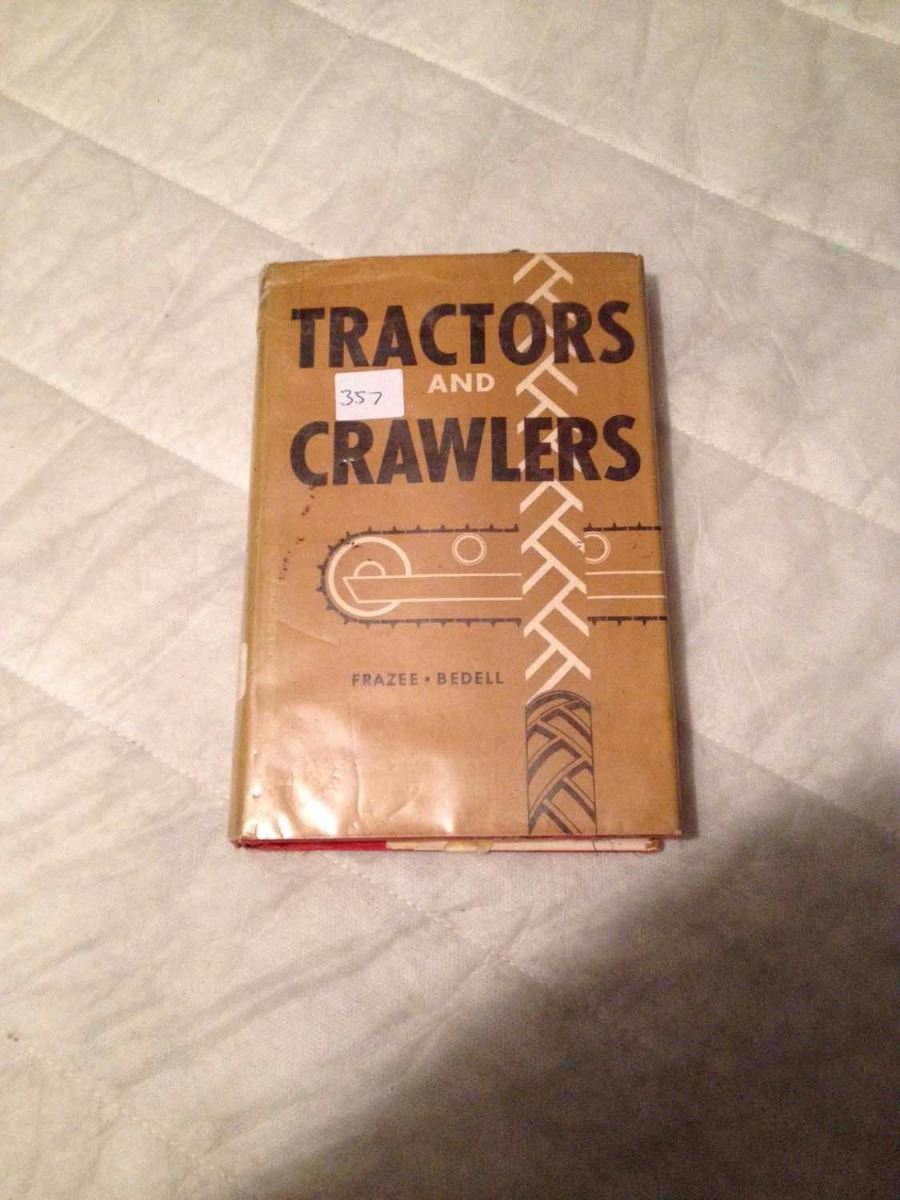 TRACTORS
AND
357
CRAWLERS
FRAZEE • BEDELL